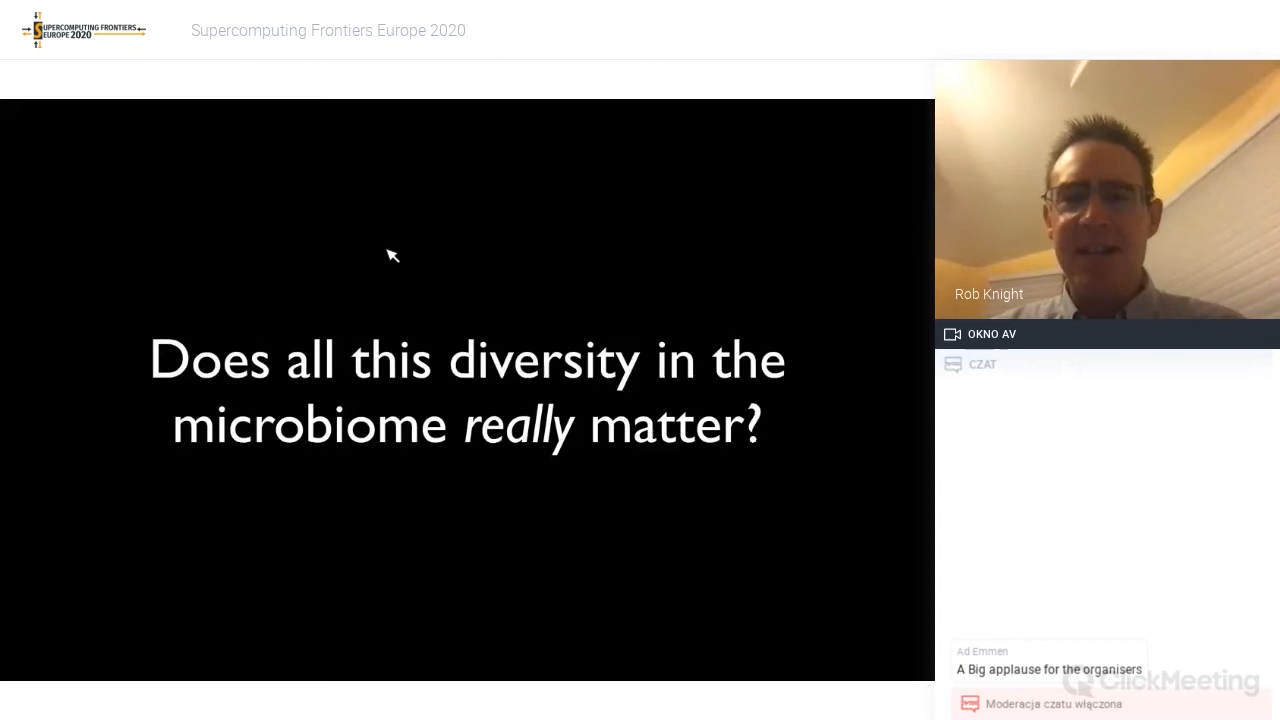 SUPERCOMPUTING FRONTIERS
EUROPE 2020
Supercomputing Frontiers Europe 2020
Does all this diversity in the
microbiome really matter?
Rob Knight
OKNO AV
CZAT
Ad Emmen
A Big applause for the organisers
ClickMeeting
Moderacja czatu włączona